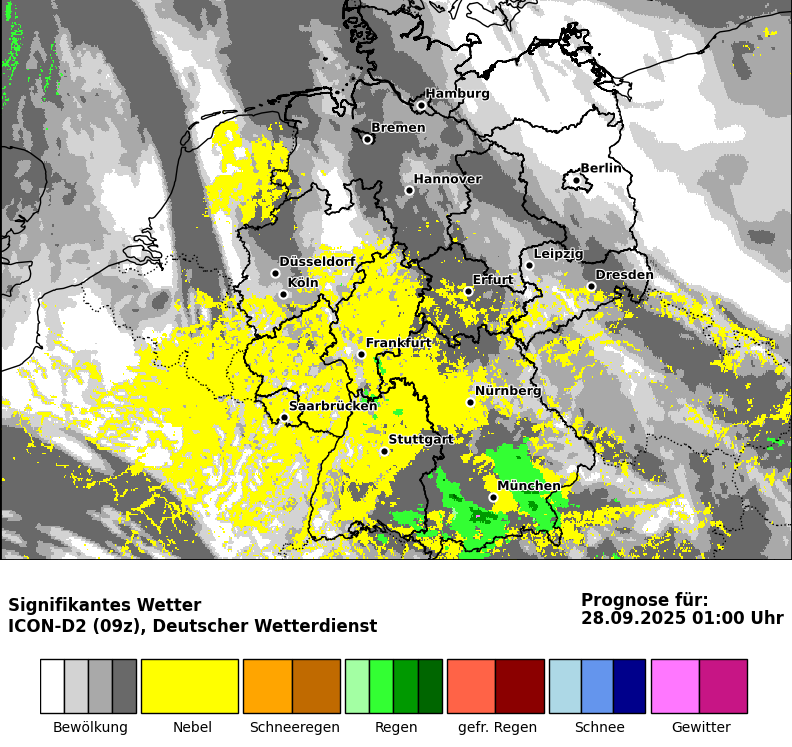 Hamburg
Bremen
Berlin
Hannover
Leipzig
Düsseldorf
Dresden
Köln
Erfurt
Frankfurt
Nürnberg
Saarbrücken
Stuttgart
München
Signifikantes Wetter
ICON-D2 (09z), Deutscher Wetterdienst
Prognose für:
28.09.2025 01:00 Uhr
Bewölkung
Nebel
Schneeregen
Regen
gefr. Regen
Schnee
Gewitter